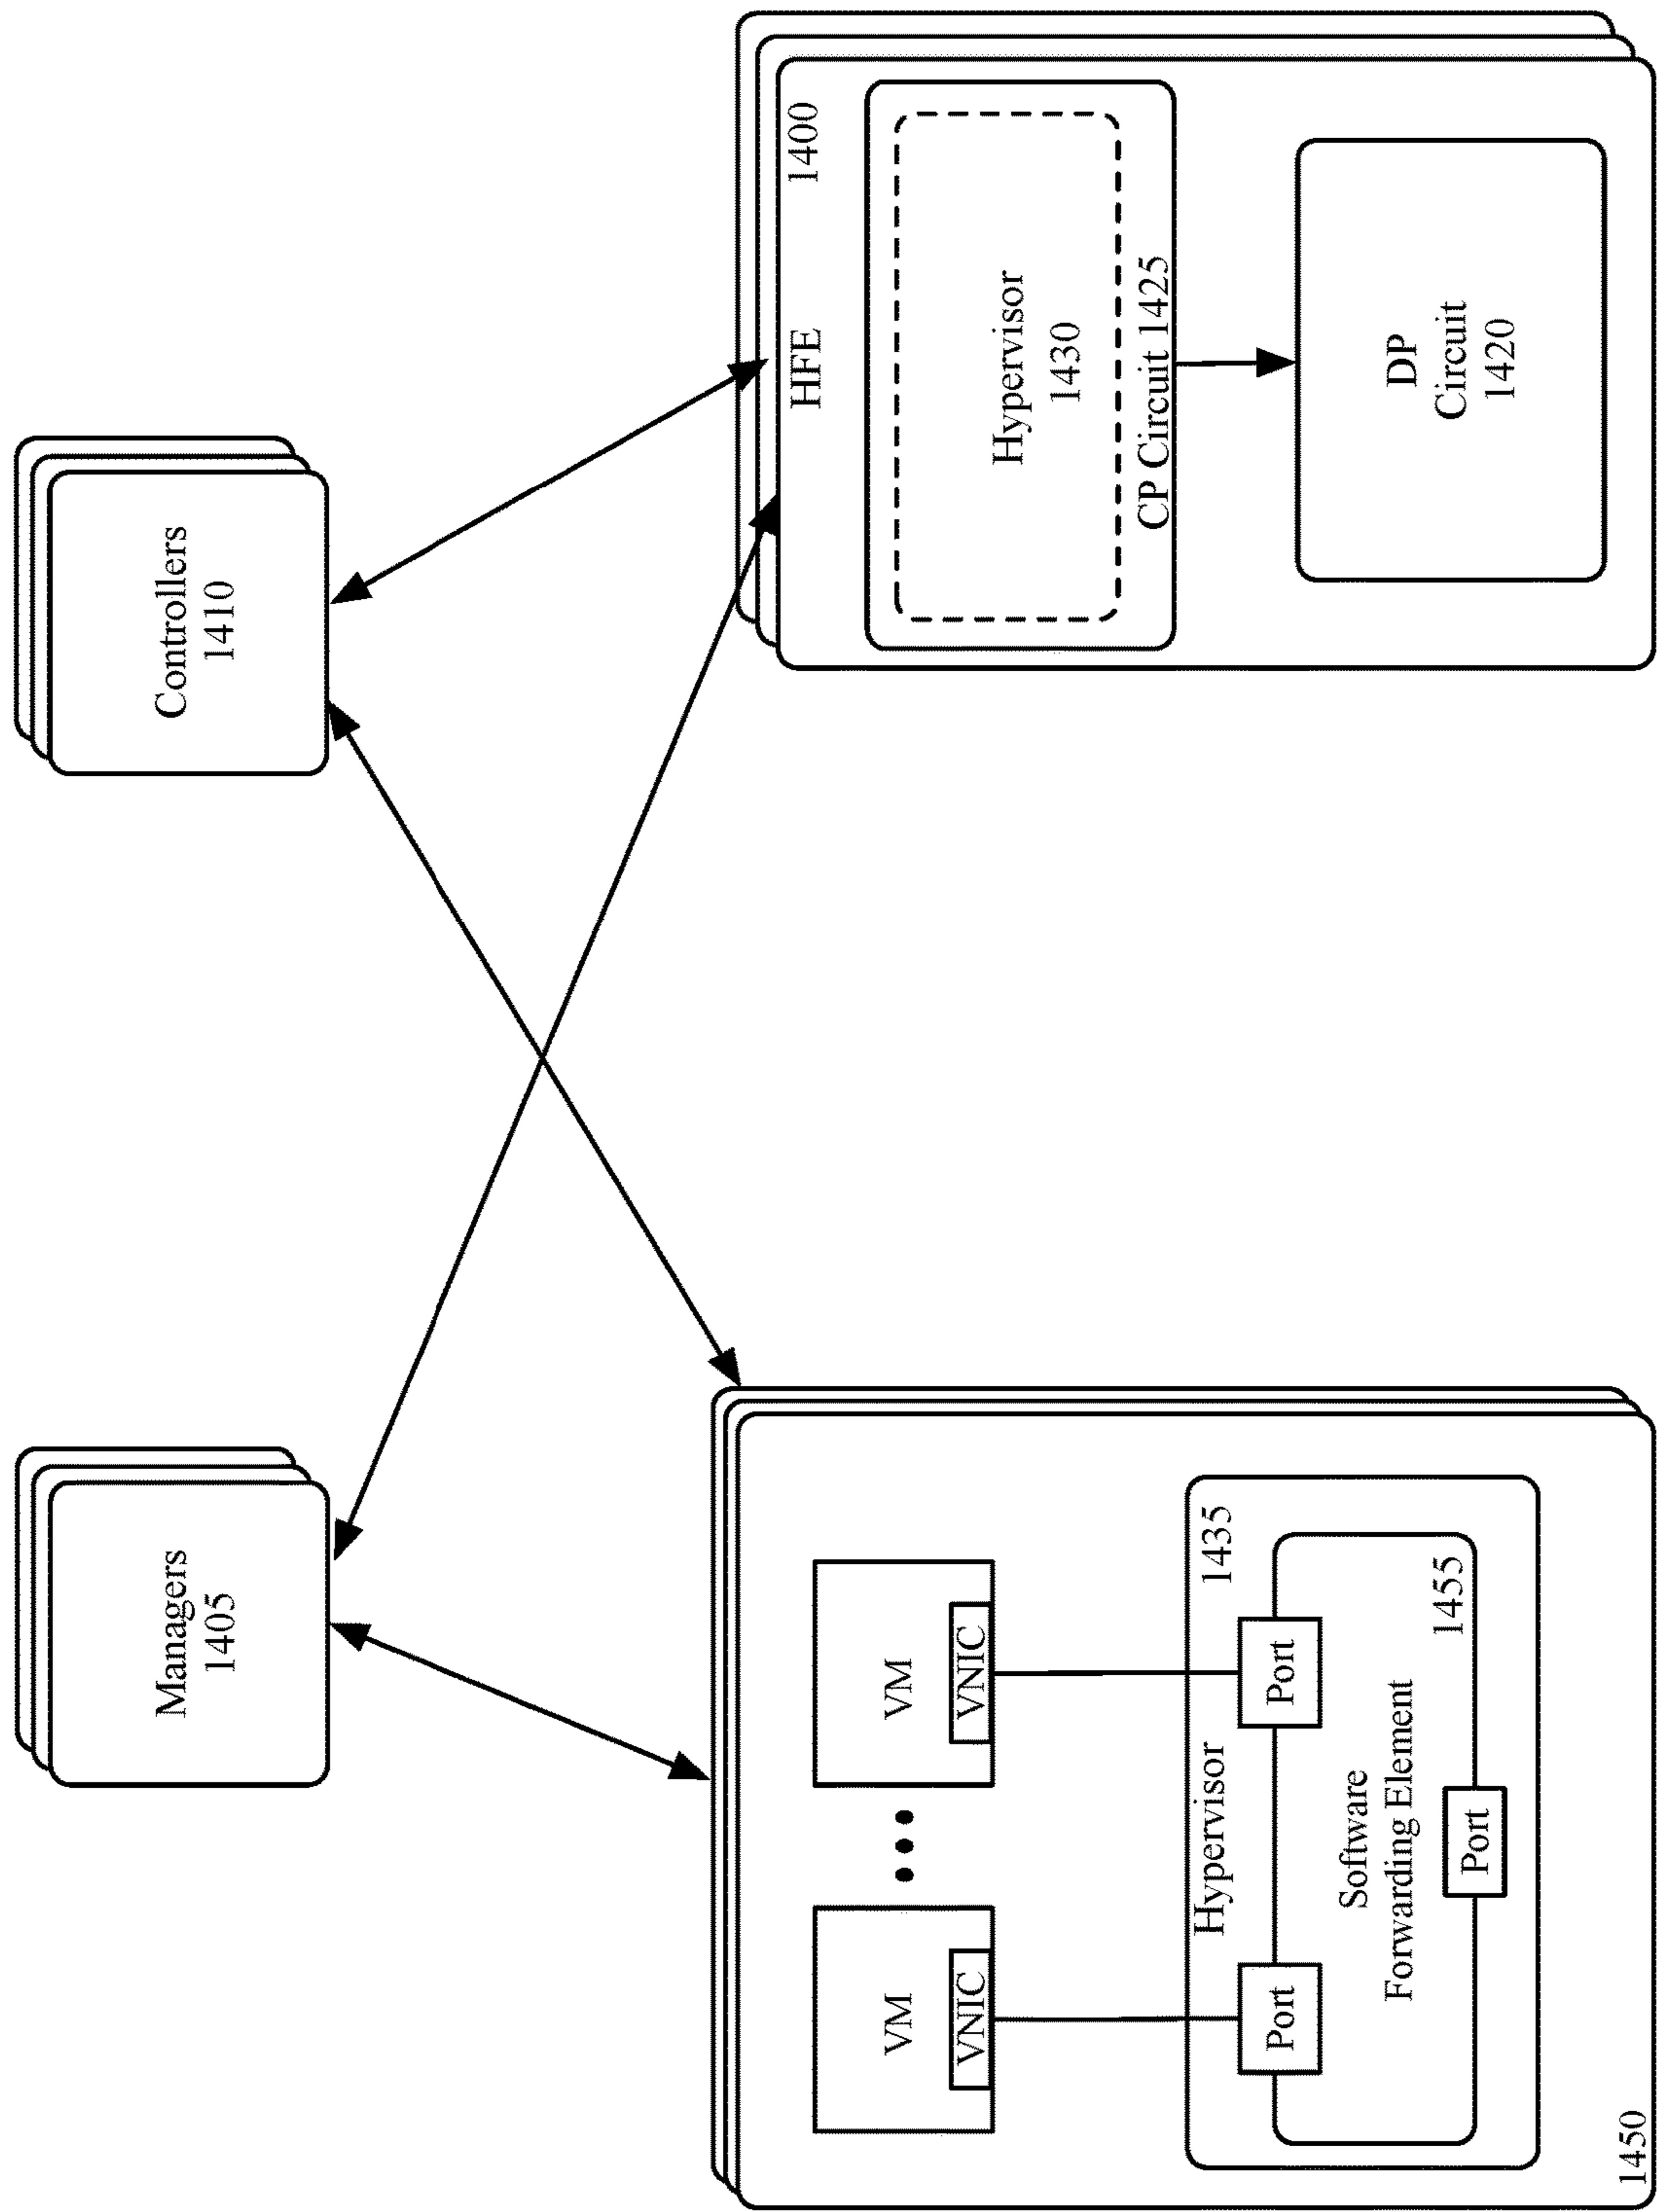 Managers
1405
Controllers
1410
VM
VNIC
VM
VNIC
Hypervisor
1435
Port
Port
Software
Forwarding Element
1455
Port
1450
HFE
1400
Hypervisor
1430
CP Circuit 1425
DP
Circuit
1420